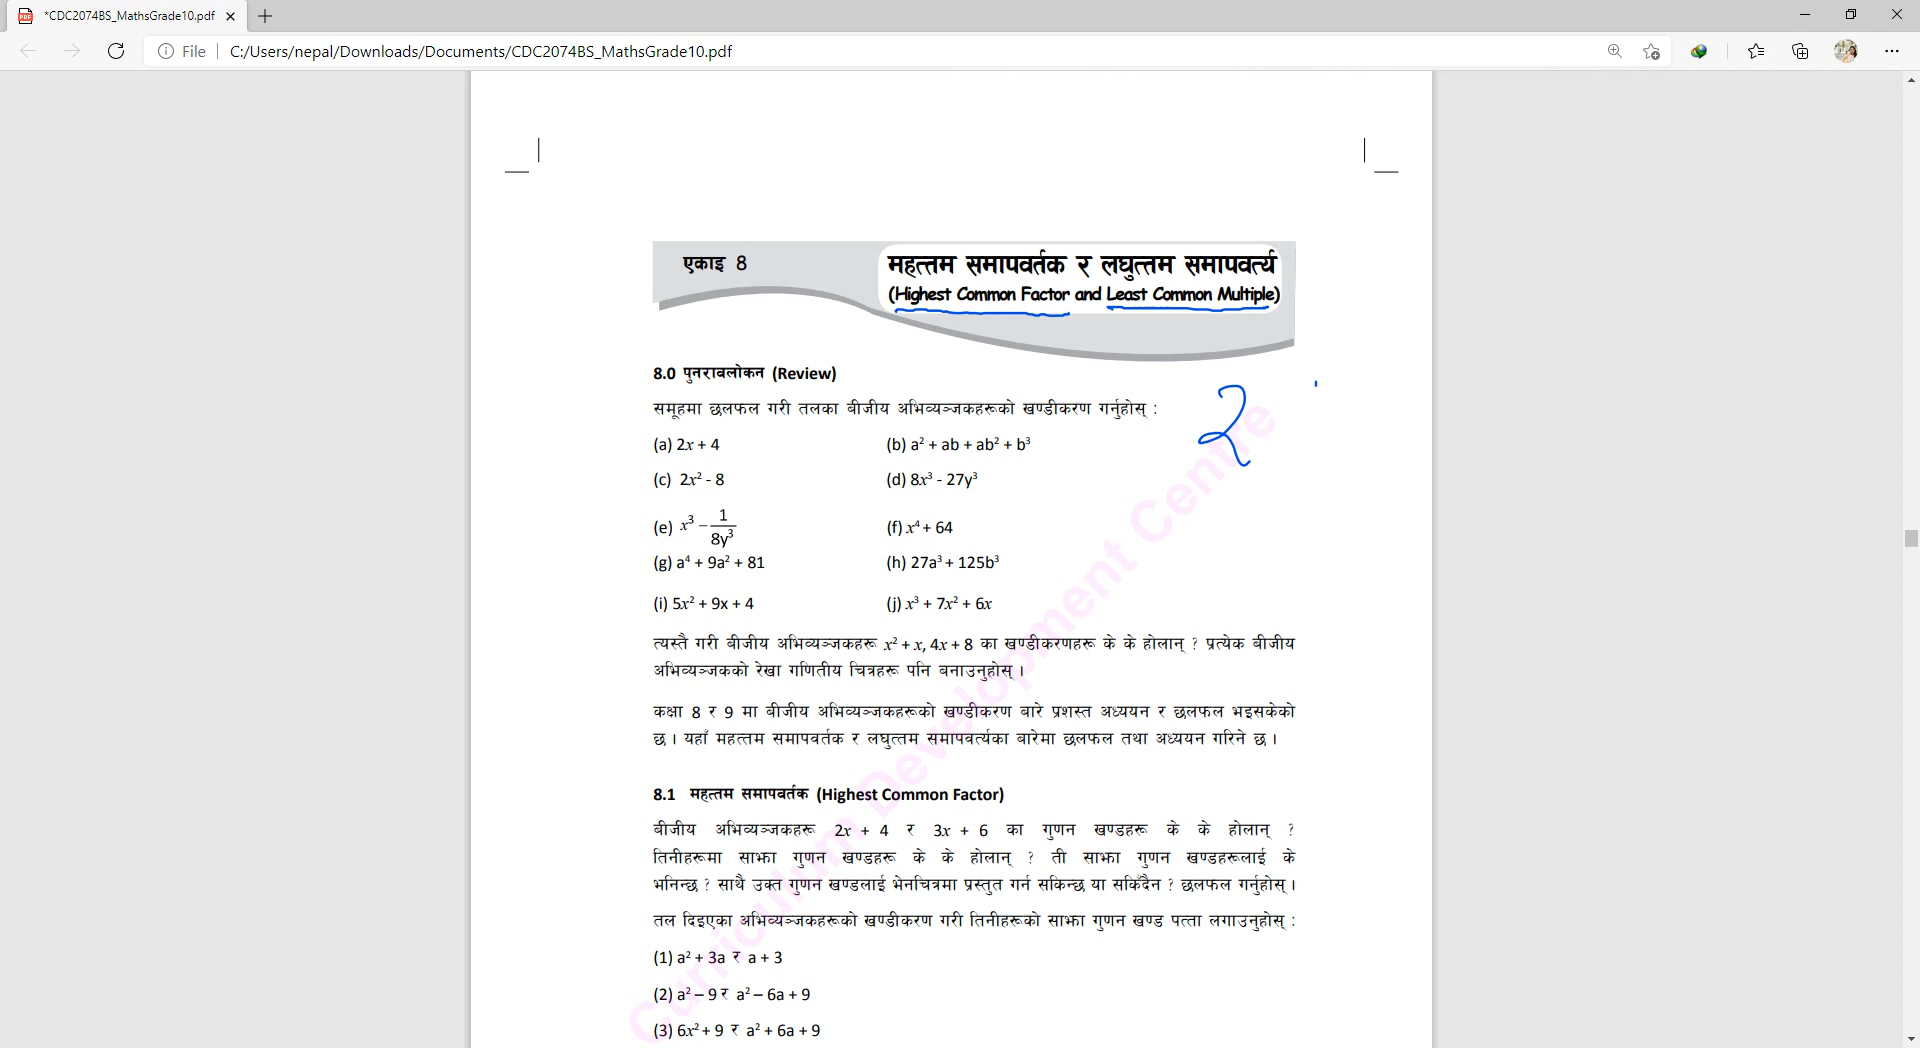 *CDC2074BS_MathsGrade10.pdf
File C:/Users/nepal/Downloads/Documents/CDC2074BS_MathsGrade10.pdf
एकाइ 8
महत्तम समापवर्तक र लघुत्तम समापवर्त्य
(Highest Common Factor and Least Common Multiple)
8.0 पुनरावलोकन (Review)
२
समूहमा छलफल गरी तलका बीजीय अभिव्यञ्जकहरूको खण्डीकरण गर्नुहोस् :
(a) 2x + 4 (b) a² + ab + ab² + b³
(c) 2x² - 8 (d) 8x³ - 27y³
(e) x³ − 1/8y³ (f) x⁴ + 64
(g) a⁴ + 9a² + 81 (h) 27a³ + 125b³
(i) 5x² + 9x + 4 (j) x³ + 7x² + 6x
त्यस्तै गरी बीजीय अभिव्यञ्जकहरू x² + x, 4x + 8 का खण्डीकरणहरू के के होलान् ? प्रत्येक बीजीय
अभिव्यञ्जकको रेखा गणितीय चित्रहरू पनि बनाउनुहोस् ।
कक्षा 8 र 9 मा बीजीय अभिव्यञ्जकहरूको खण्डीकरण बारे प्रशस्त अध्ययन र छलफल भइसकेको
छ । यहाँ महत्तम समापवर्तक र लघुत्तम समापवर्त्यका बारेमा छलफल तथा अध्ययन गरिने छ ।
8.1 महत्तम समापवर्तक (Highest Common Factor)
बीजीय अभिव्यञ्जकहरू 2x + 4 र 3x + 6 का गुणन खण्डहरू के के होलान् ?
तिनीहरूमा साझा गुणन खण्डहरू के के होलान् ? ती साझा गुणन खण्डहरूलाई के
भनिन्छ ? साथै उक्त गुणन खण्डलाई भेनचित्रमा प्रस्तुत गर्न सकिन्छ या सकिँदैन ? छलफल गर्नुहोस् ।
तल दिइएका अभिव्यञ्जकहरूको खण्डीकरण गरी तिनीहरूको साझा गुणन खण्ड पत्ता लगाउनुहोस् :
(1) a² + 3a र a + 3
(2) a² – 9 र a² – 6a + 9
(3) 6x² + 9 र a² + 6a + 9
Curriculum Development Centre